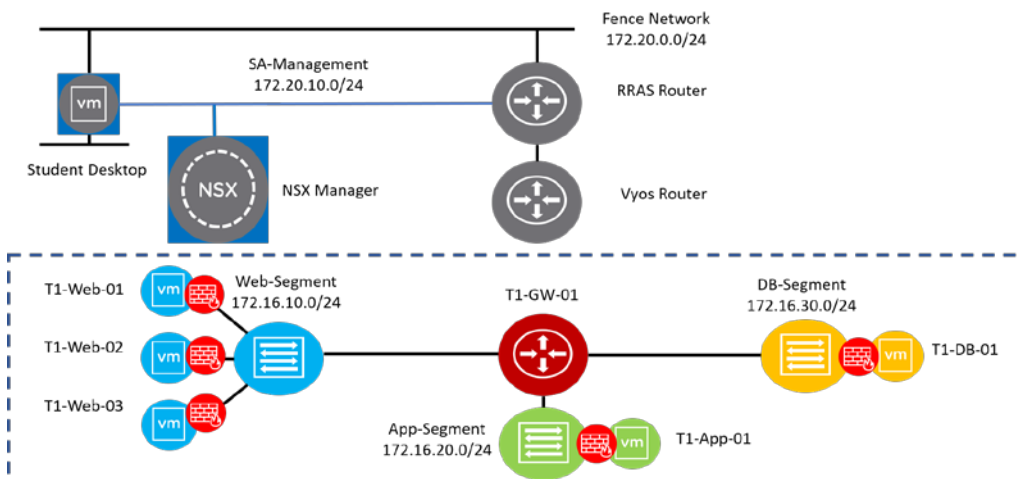 Fence Network
172.20.0.0/24
SA-Management
172.20.10.0/24
RRAS Router
vm
Student Desktop
NSX
NSX Manager
Vyos Router
T1-Web-01
vm
Web-Segment
172.16.10.0/24
T1-GW-01
DB-Segment
172.16.30.0/24
T1-Web-02
vm
vm
T1-DB-01
T1-Web-03
vm
App-Segment
172.16.20.0/24
vm
T1-App-01